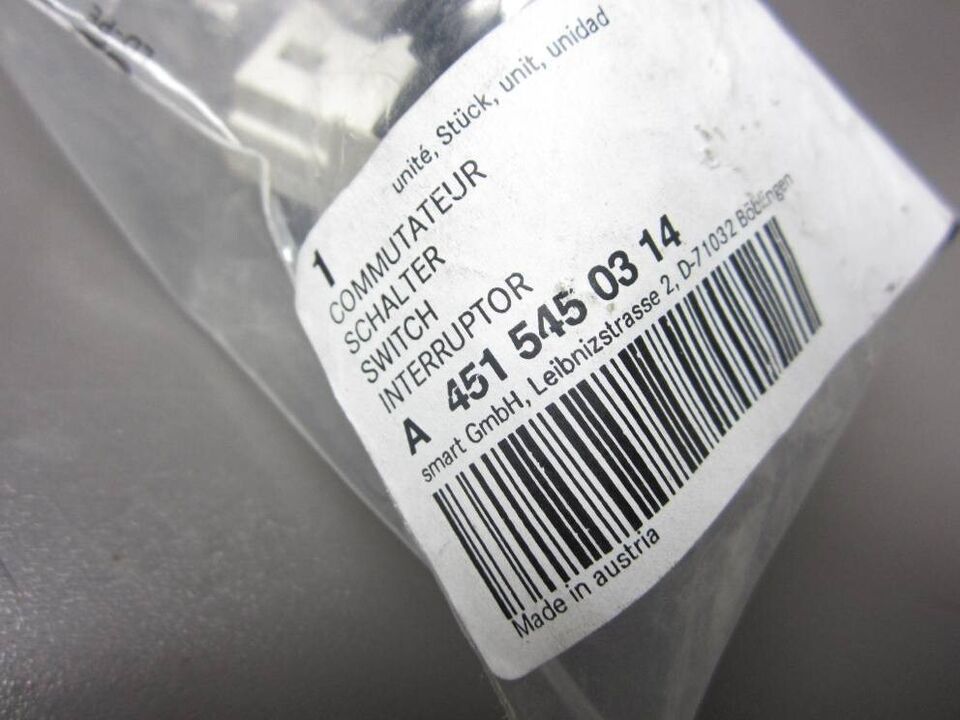 1 unité, Stück, unit, unidad
COMMUTATEUR
SCHALTER
SWITCH
INTERRUPTOR
A 451 545 03 14
smart GmbH, Leibnizstrasse 2, D-71032 Böblingen
Made in austria